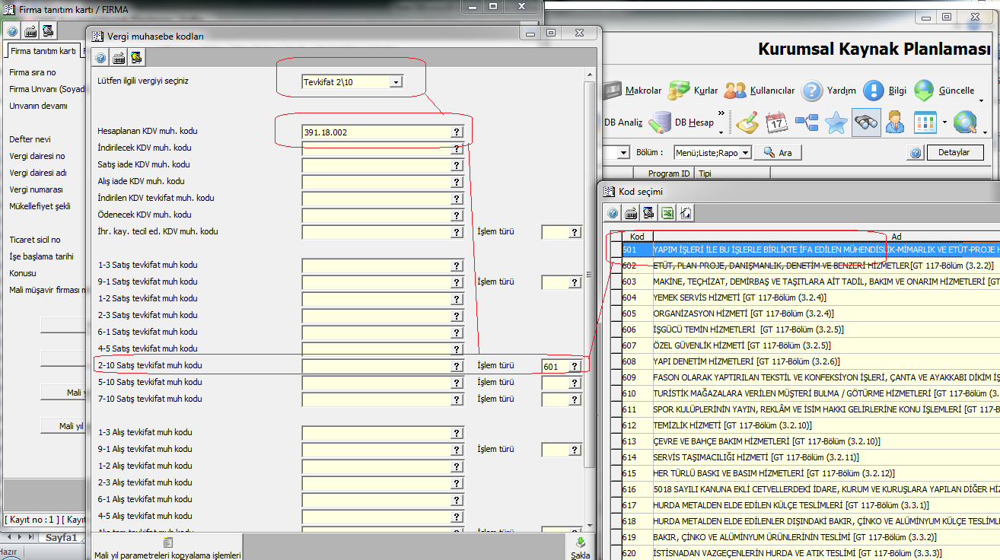 Firma tanıtım kartı / FIRMA
Firma tanıtım kartı
Firma sıra no
Firma Unvanı (Soyad
Unvanın devamı
Defter nevi
Vergi dairesi no
Vergi dairesi adı
Vergi numarası
Mükellefiyet şekli
Ticaret sicil no
İşe başlama tarihi
Konusu
Mali müşavir firması
Mali y
Mali yıl
[ Kayıt no : 1 ] [ Kayıt
Sayfa1
Hazır
Vergi muhasebe kodları
Lütfen ilgili vergiyi seçiniz
Tevkifat 2\10
Hesaplanan KDV muh. kodu
391.18.002
?
İndirilecek KDV muh. kodu
?
Satış iade KDV muh. kodu
?
Alış iade KDV muh. kodu
?
İndirilen KDV tevkifat muh. kodu
?
Ödenecek KDV muh. kodu
?
İhr. kay. tecil ed. KDV muh. kodu
?
İşlem türü
?
1-3 Satış tevkifat muh kodu
?
9-1 Satış tevkifat muh kodu
?
İşlem türü
?
1-2 Satış tevkifat muh kodu
?
2-3 Satış tevkifat muh kodu
?
6-1 Satış tevkifat muh kodu
?
4-5 Satış tevkifat muh kodu
?
2-10 Satış tevkifat muh kodu
?
İşlem türü
601
?
5-10 Satış tevkifat muh kodu
?
İşlem türü
?
7-10 Satış tevkifat muh kodu
?
İşlem türü
?
1-3 Alış tevkifat muh kodu
?
9-1 Alış tevkifat muh kodu
?
İşlem türü
?
1-2 Alış tevkifat muh kodu
?
2-3 Alış tevkifat muh kodu
?
6-1 Alış tevkifat muh kodu
?
4-5 Alış tevkifat muh kodu
?
Mali yıl parametreleri kopyalama işlemleri
Sakla
Kurumsal Kaynak Planlaması
Makrolar
Kurlar
Kullanıcılar
Yardım
Bilgi
Güncelle
DB Analiz
DB Hesap
Bölüm :
Menü;Liste;Rapo
Ara
Detaylar
Program ID
Tipi
Kod seçimi
Kod
Ad
601 YAPIM İŞLERİ İLE BU İŞLERLE BİRLİKTE İFA EDİLEN MÜHENDİSLİK-MİMARLIK VE ETÜT-PROJE H
602 ETÜT, PLAN-PROJE, DANIŞMANLIK, DENETİM VE BENZERİ HİZMETLER[GT 117-Bölüm (3.2.2)]
603 MAKİNE, TEÇHİZAT, DEMİRBAŞ VE TAŞITLARA AİT TADİL, BAKIM VE ONARIM HİZMETLERİ [GT
604 YEMEK SERVİS HİZMETİ [GT 117-Bölüm (3.2.4)]
605 ORGANİZASYON HİZMETİ [GT 117-Bölüm (3.2.4)]
606 İŞGÜCÜ TEMİN HİZMETLERİ [GT 117-Bölüm (3.2.5)]
607 ÖZEL GÜVENLİK HİZMETİ [GT 117-Bölüm (3.2.5)]
608 YAPI DENETİM HİZMETLERİ [GT 117-Bölüm (3.2.6)]
609 FASON OLARAK YAPTIRILAN TEKSTİL VE KONFEKSİYON İŞLERİ, ÇANTA VE AYAKKABI DİKİM İŞ
610 TURİSTİK MAĞAZALARA VERİLEN MÜŞTERİ BULMA / GÖTÜRME HİZMETLERİ [GT 117-Bölüm (3.
611 SPOR KULÜPLERİNİN YAYIN, REKLÂM VE İSİM HAKKI GELİRLERİNE KONU İŞLEMLERİ [GT 117-B
612 TEMİZLİK HİZMETİ [GT 117-Bölüm (3.2.10)]
613 ÇEVRE VE BAHÇE BAKIM HİZMETLERİ [GT 117-Bölüm (3.2.10)]
614 SERVİS TAŞIMACILIĞI HİZMETİ [GT 117-Bölüm (3.2.11)]
615 HER TÜRLÜ BASKI VE BASIM HİZMETLERİ [GT 117-Bölüm (3.2.12)]
616 5018 SAYILI KANUNA EKLİ CETVELLERDEKİ İDARE, KURUM VE KURUŞLARA YAPILAN DİĞER Hİ
617 HURDA METALDEN ELDE EDİLEN KÜLÇE TESLİMLERİ [GT 117-Bölüm (3.3.1)]
618 HURDA METALDEN ELDE EDİLENLER DIŞINDAKİ BAKIR, ÇİNKO VE ALÜMİNYUM KÜLÇE TESLİML
619 BAKIR, ÇİNKO VE ALÜMİNYUM ÜRÜNLERİNİN TESLİMİ [GT 117-Bölüm (3.3.2)]
620 İSTİSNADAN VAZGEÇENLERİN HURDA VE ATIK TESLİMİ [GT 117-Bölüm (3.3.3)]